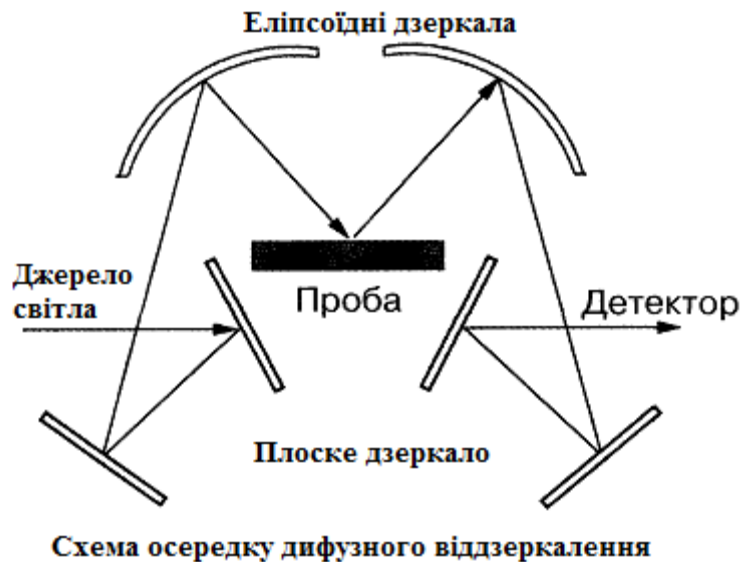 Еліпсоїдні дзеркала
Джерело
світла
Проба
Детектор
Плоске дзеркало
Схема осередку дифузного віддзеркалення